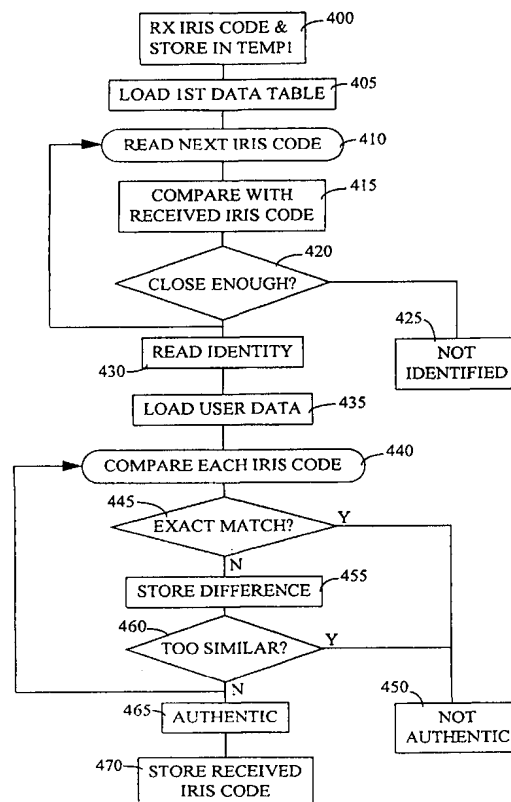 400
RX IRIS CODE &
STORE IN TEMP1
LOAD 1ST DATA TABLE
405
READ NEXT IRIS CODE
410
415
COMPARE WITH
RECEIVED IRIS CODE
420
CLOSE ENOUGH?
425
NOT
IDENTIFIED
READ IDENTITY
430
LOAD USER DATA
435
COMPARE EACH IRIS CODE
440
445
EXACT MATCH?
Y
N
STORE DIFFERENCE
455
460
TOO SIMILAR?
Y
N
465
AUTHENTIC
450
NOT
AUTHENTIC
470
STORE RECEIVED
IRIS CODE